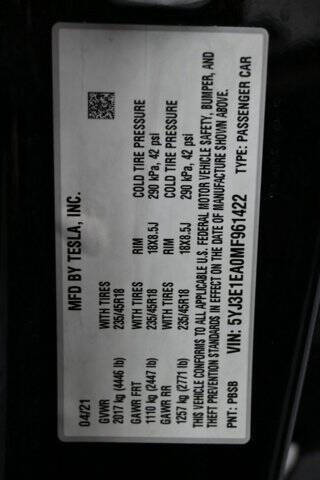 MFD BY TESLA, INC.
04/21
GVWR WITH TIRES RIM COLD TIRE PRESSURE
2017 kg (4446 lb) 235/45R18 18X8.5J 290 kPa, 42 psi
GAWR FRT WITH TIRES RIM COLD TIRE PRESSURE
1110 kg (2447 lb) 235/45R18 18X8.5J 290 kPa, 42 psi
GAWR RR
1257 kg (2771 lb)
THIS VEHICLE CONFORMS TO ALL APPLICABLE U.S. FEDERAL MOTOR VEHICLE SAFETY, BUMPER, AND
THEFT PREVENTION STANDARDS IN EFFECT ON THE DATE OF MANUFACTURE SHOWN ABOVE.
VIN: 5YJ3E1EA0MF961422
PNT: PBSB TYPE: PASSENGER CAR